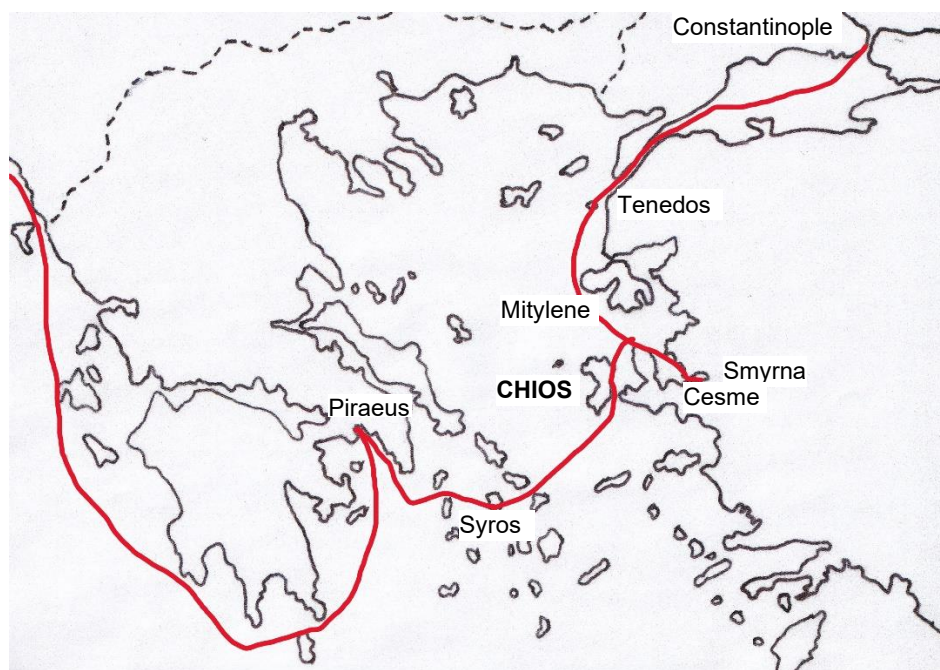 Constantinople
Tenedos
Mitylene
CHIOS
Smyrna
Cesme
Piraeus
Syros